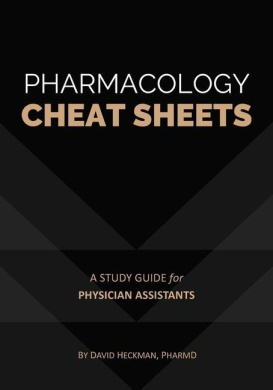 PHARMACOLOGY
CHEAT SHEETS
A STUDY GUIDE for
PHYSICIAN ASSISTANTS
BY DAVID HECKMAN, PHARMD